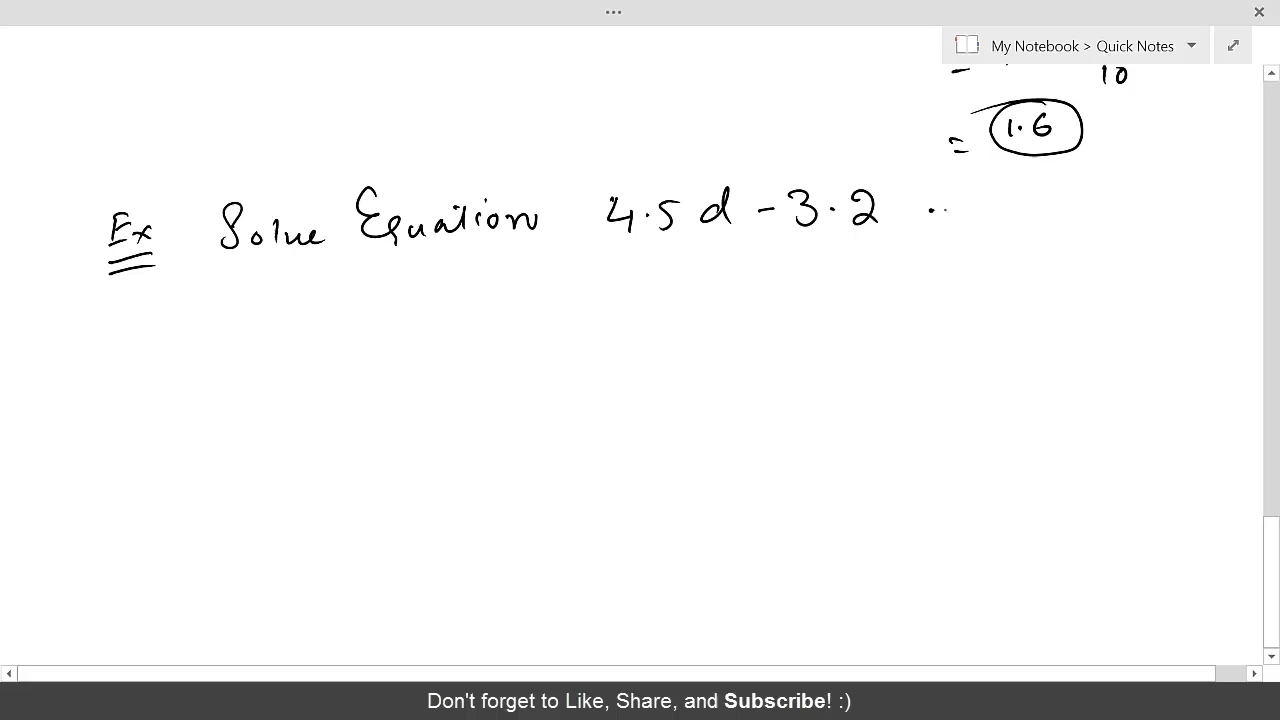 My Notebook > Quick Notes
= 10
= 1.6
Ex Solve Equation 4.5 d - 3.2 ..
Don't forget to Like, Share, and Subscribe! :)